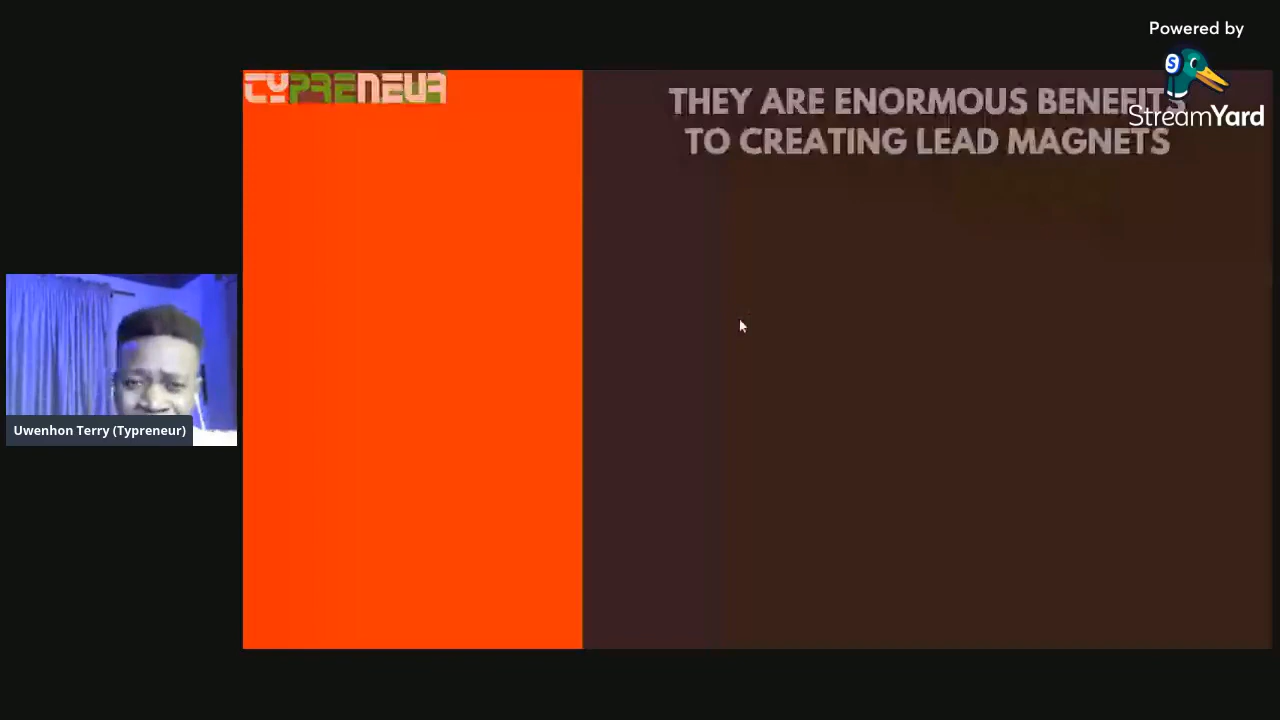 Powered by
StreamYard
TYPRENEUR
THEY ARE ENORMOUS BENEFITS
TO CREATING LEAD MAGNETS
Uwenhon Terry (Typreneur)